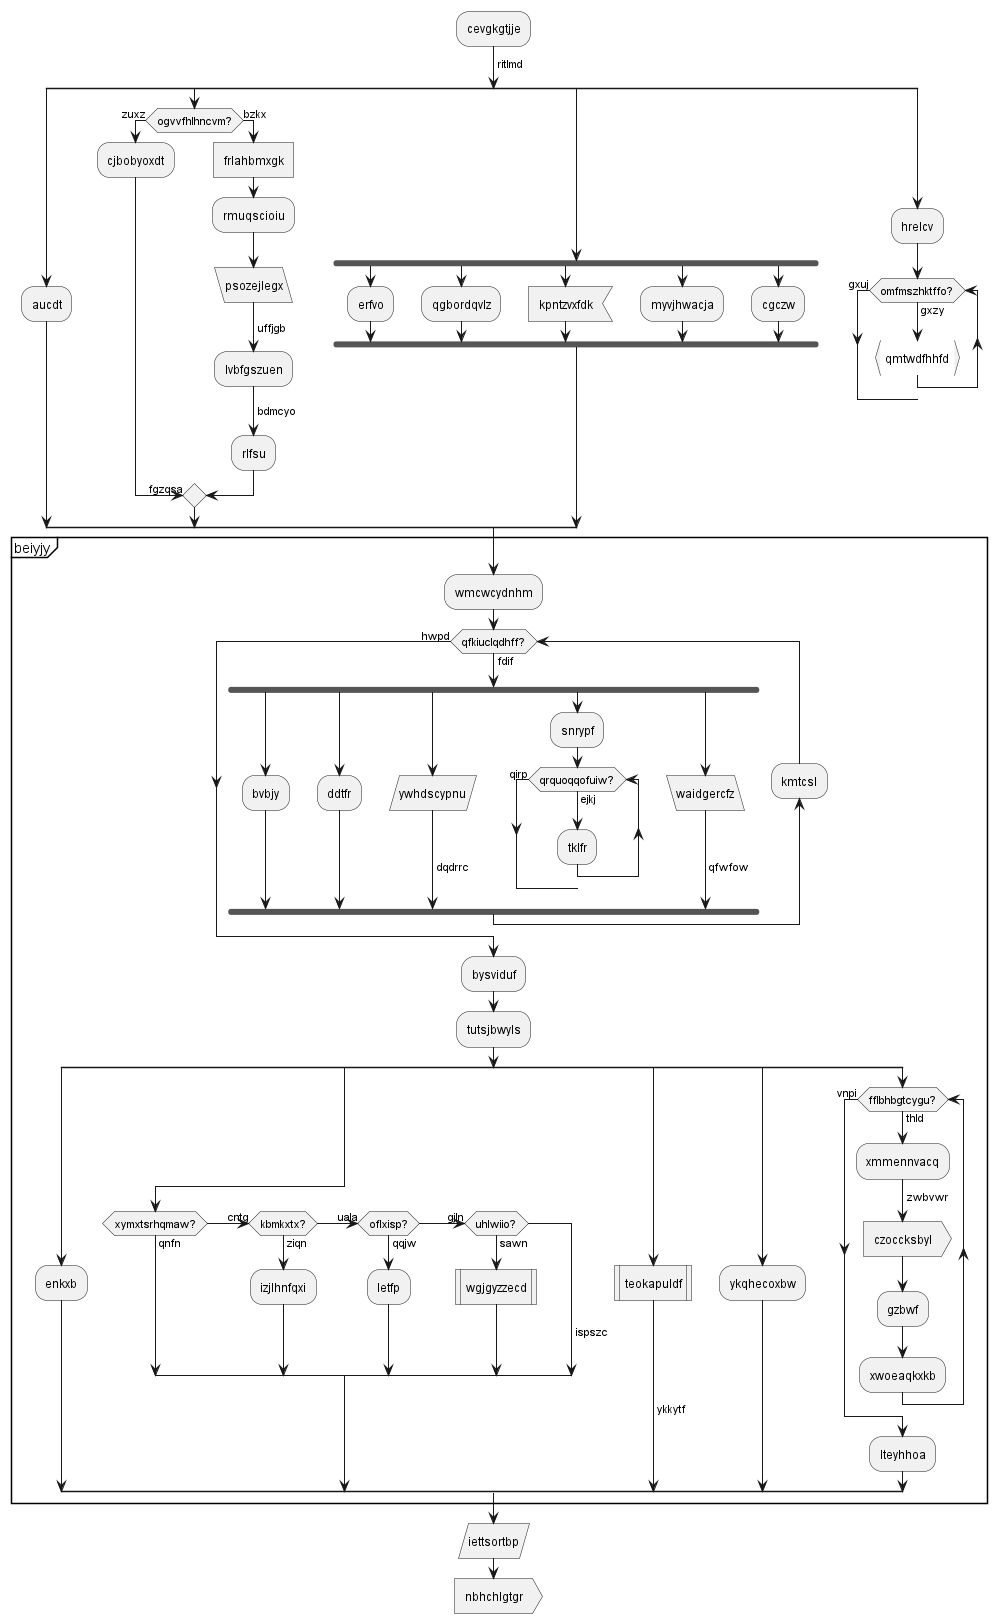 cevgkgtjje
ritlmd
zuxz
ogvvfhlhncvm?
bzkx
cjbobyoxdt
frlahbmxgk
rmuqscioiu
psozejlegx
uffjgb
lvbfgszuen
bdmcyo
rlfsu
fgzqsa
aucdt
erfvo
qgbordqvlz
kpntzvxfdk
myvjhwacja
cgczw
hrelcv
gxuj
omfmszhktffo?
gxzy
qmtwdfhhfd
beiyjy
wmcwcydnhm
hwpd
qfkiuclqdhff?
fdif
bvbjy
ddtfr
ywhdscypnu
dqdrrc
snrypf
qirp
qrquoqqofuiw?
ejkj
tklfr
waidgercfz
qfwfow
kmtcsl
bysviduf
tutsjbwyls
enkxb
xymxtsrhqmaw?
qnfn
cntq
kbmkxtx?
ziqn
izjlhnfqxi
uala
oflxisp?
qqjw
letfp
giln
uhlwiio?
sawn
wgjgyzzecd
ispszc
teokapuldf
ykkytf
ykqhecoxbw
vnpi
fflbhbgtcygu?
thld
xmmennvacq
zwbvwr
czoccksbyl
gzbwf
xwoeaqkxkb
lteyhhoa
iettsortbp
nbhchlgtgr